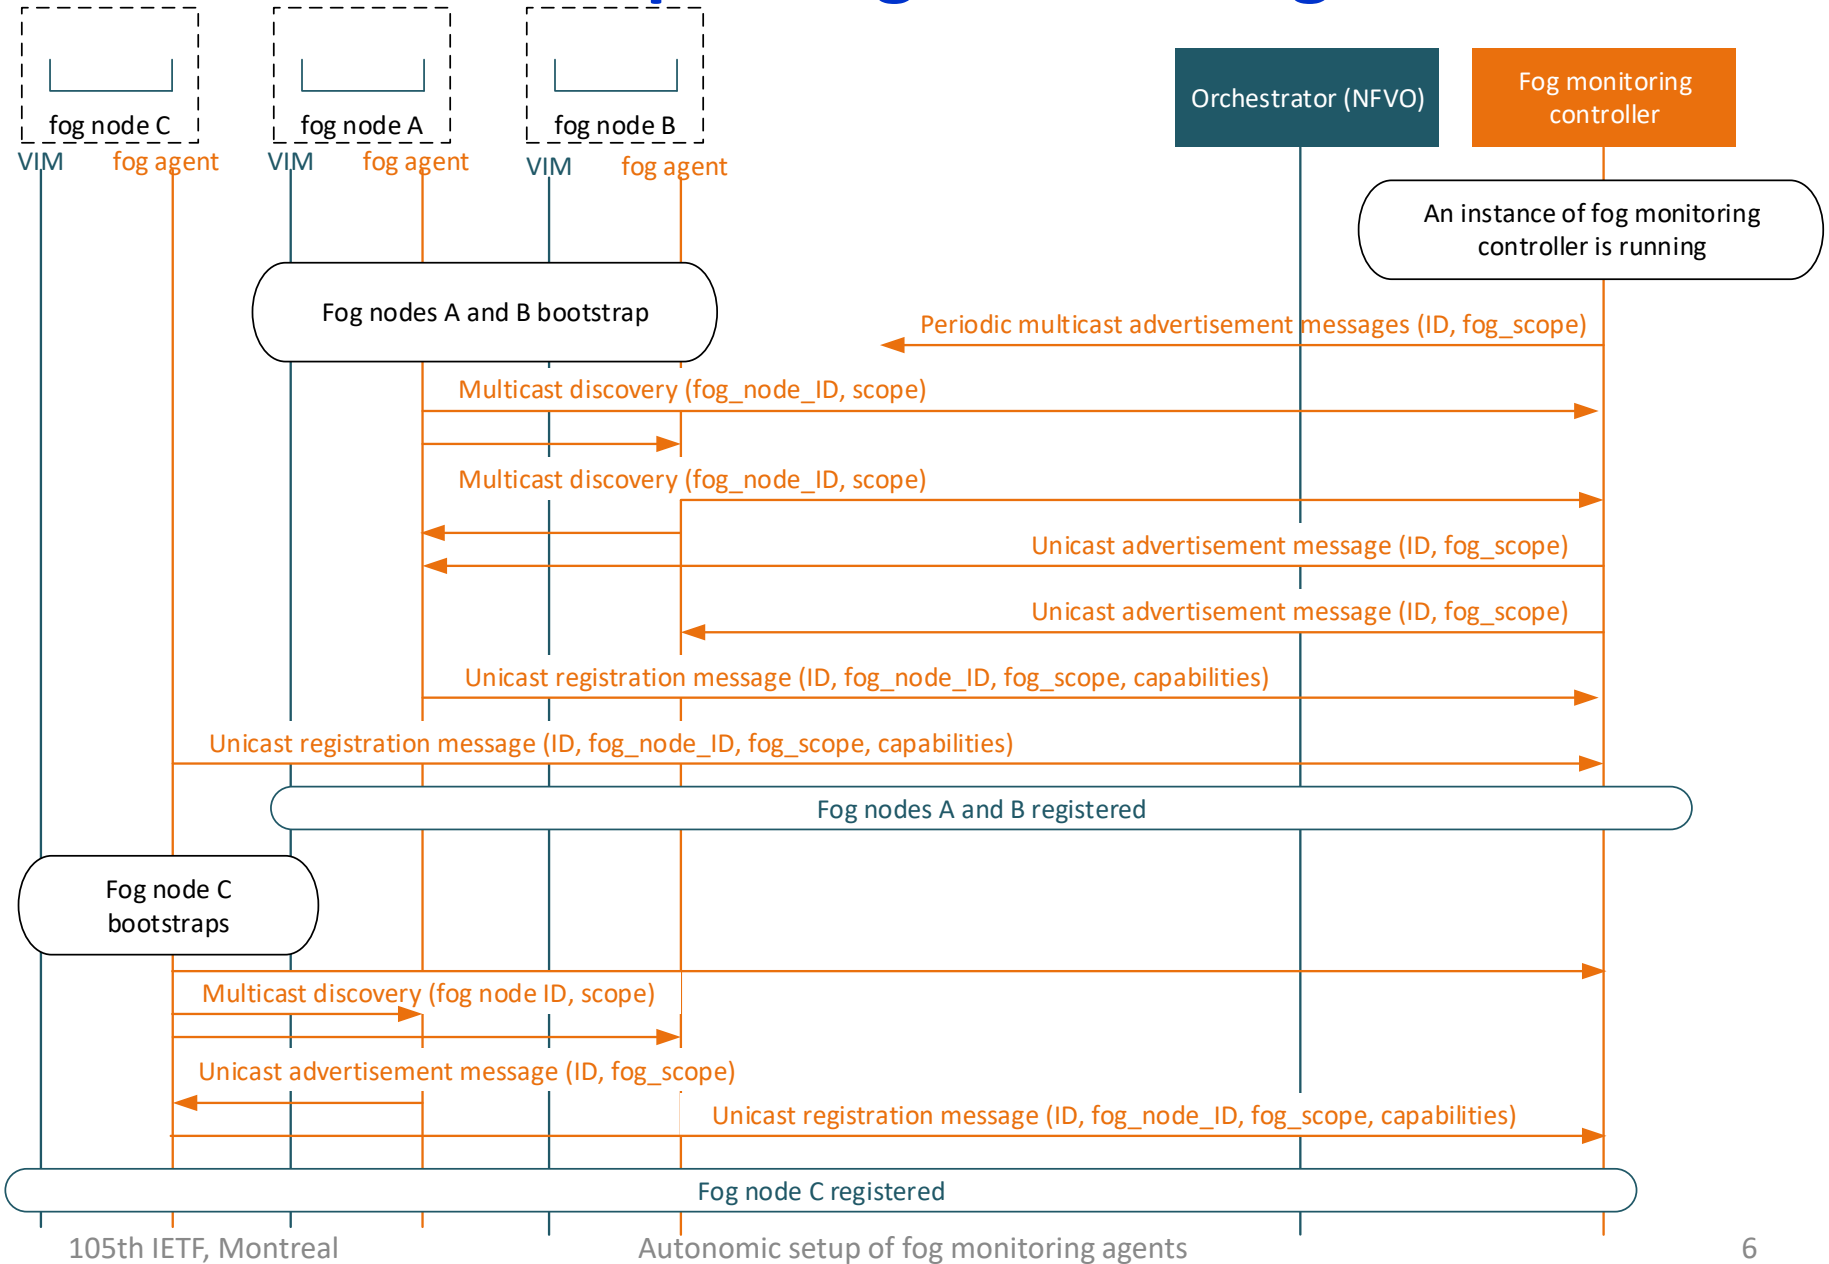 fog node C
fog node A
fog node B
Orchestrator (NFVO)
Fog monitoring
controller
VIM
fog agent
VIM
fog agent
VIM
fog agent
An instance of fog monitoring
controller is running
Fog nodes A and B bootstrap
Periodic multicast advertisement messages (ID, fog_scope)
Multicast discovery (fog_node_ID, scope)
Multicast discovery (fog_node_ID, scope)
Unicast advertisement message (ID, fog_scope)
Unicast advertisement message (ID, fog_scope)
Unicast registration message (ID, fog_node_ID, fog_scope, capabilities)
Unicast registration message (ID, fog_node_ID, fog_scope, capabilities)
Fog nodes A and B registered
Fog node C
bootstraps
Multicast discovery (fog node ID, scope)
Unicast advertisement message (ID, fog_scope)
Unicast registration message (ID, fog_node_ID, fog_scope, capabilities)
Fog node C registered
105th IETF, Montreal
Autonomic setup of fog monitoring agents
6